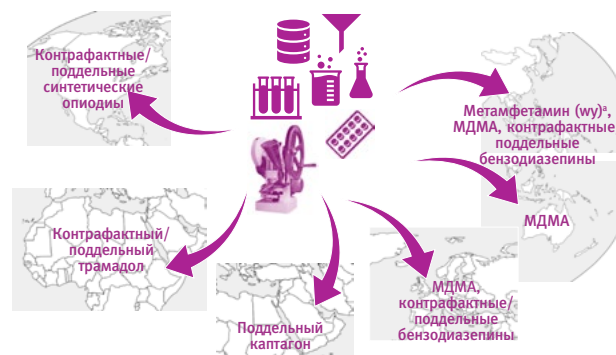 Контрафактные/
поддельные
синтетические
опиодиы
Метамфетамин (wy)ª,
МДМА, контрафактные
поддельные
бензодиазепины
МДМА
Контрафактный/
поддельный
трамадол
МДМА,
контрафактные/
поддельные
бензодиазепины
Поддельный
каптагон